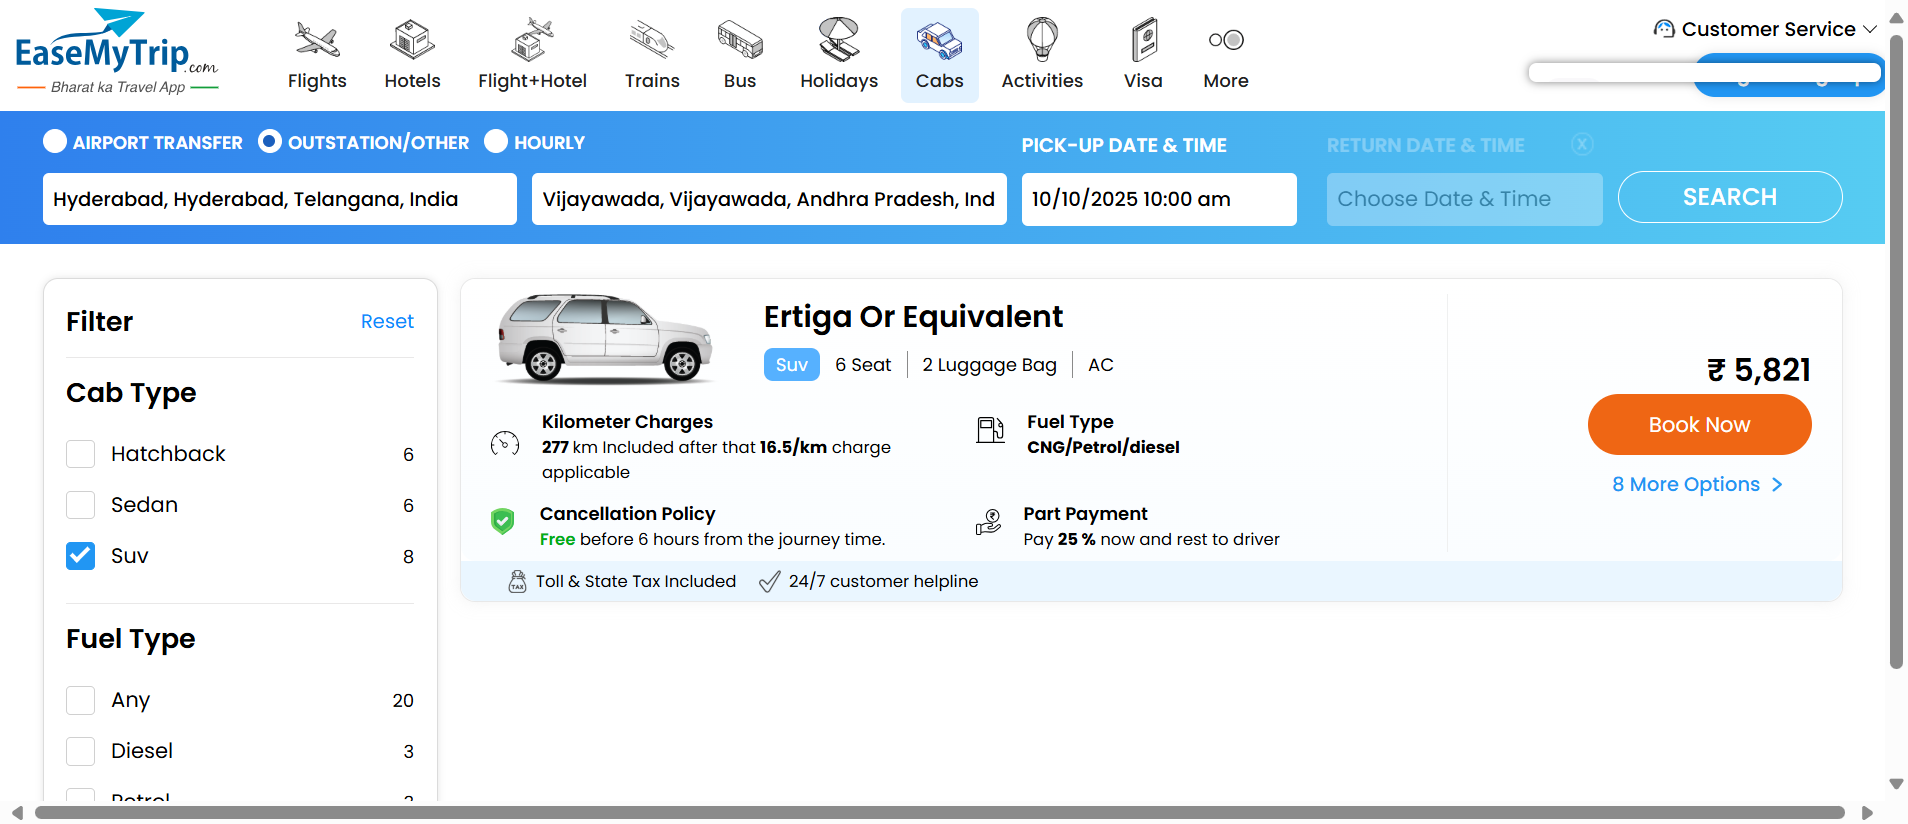 EaseMyTrip.com
Bharat ka Travel App
Flights
Hotels
Flight+Hotel
Trains
Bus
Holidays
Cabs
Activities
Visa
More
Customer Service
AIRPORT TRANSFER
OUTSTATION/OTHER
HOURLY
PICK-UP DATE & TIME
RETURN DATE & TIME
X
Hyderabad, Hyderabad, Telangana, India
Vijayawada, Vijayawada, Andhra Pradesh, Ind
10/10/2025 10:00 am
Choose Date & Time
SEARCH
Filter
Reset
Cab Type
Hatchback 6
Sedan 6
Suv 8
Fuel Type
Any 20
Diesel 3
Petrol
Ertiga Or Equivalent
Suv
6 Seat
2 Luggage Bag
AC
Kilometer Charges
277 km Included after that 16.5/km charge
applicable
Fuel Type
CNG/Petrol/diesel
Cancellation Policy
Free before 6 hours from the journey time.
Part Payment
Pay 25 % now and rest to driver
TAX
Toll & State Tax Included
24/7 customer helpline
₹ 5,821
Book Now
8 More Options